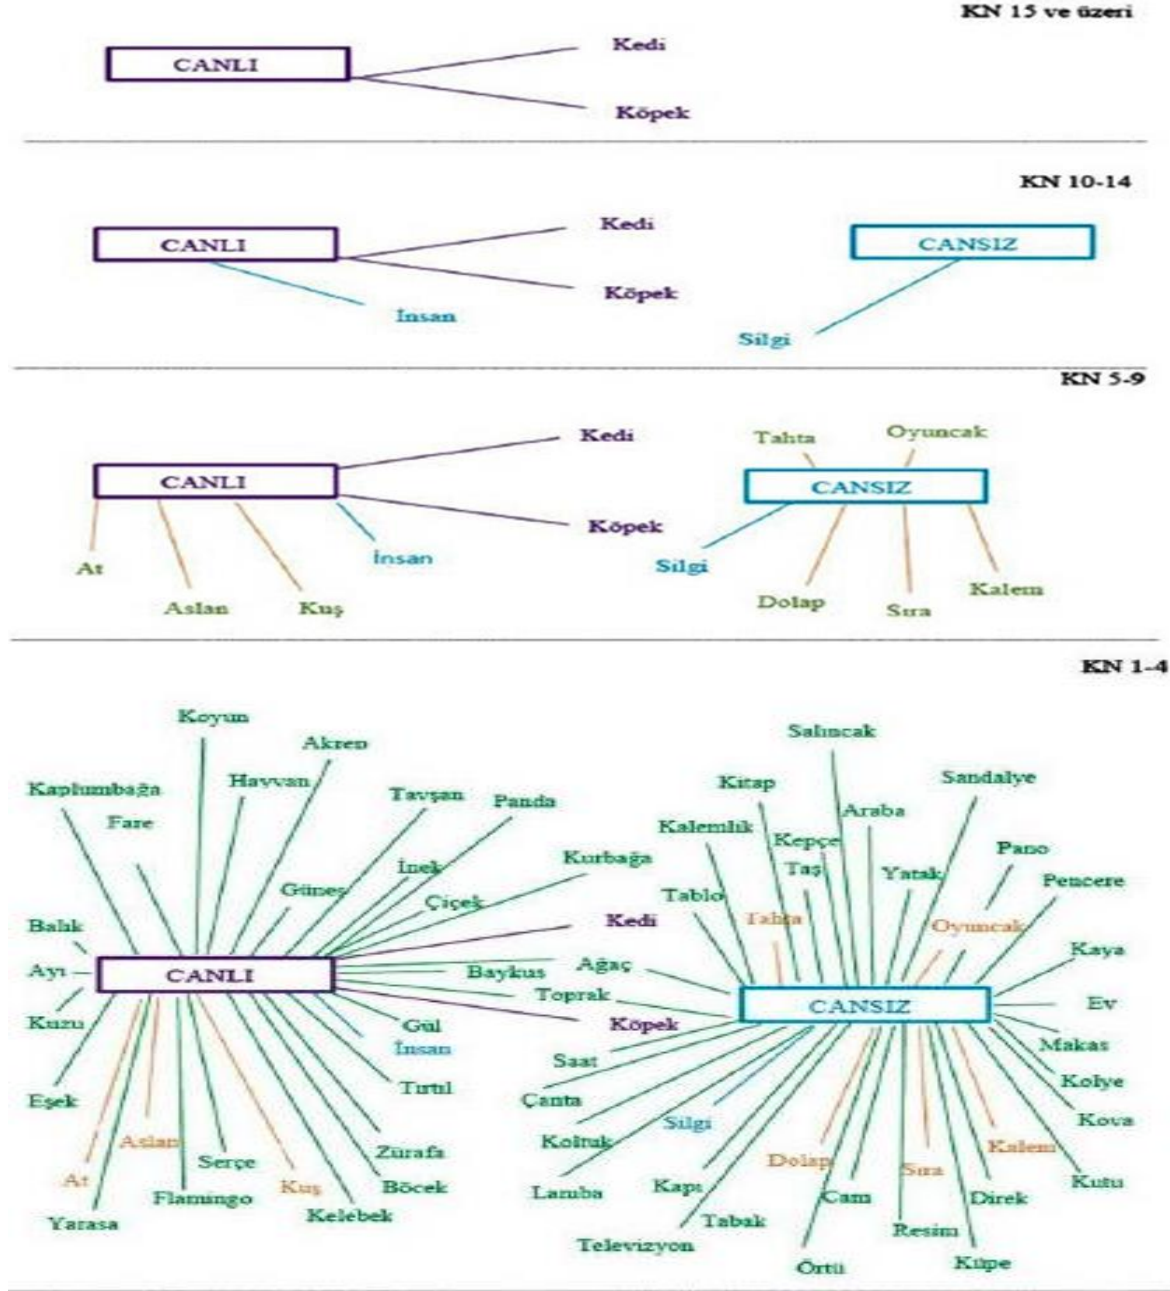 KN 15 ve üzeri
Kedi
CANLI
Köpek
KN 10-14
Kedi
CANLI
CANSIZ
Köpek
İnsan
Silgi
KN 5-9
Kedi
Tahta
Oyuncak
CANLI
CANSIZ
Köpek
İnsan
Silgi
At
Aslan
Kuş
Dolap
Sıra
Kalem
KN 1-4
Koyun
Akrep
Kaplumbağa
Hayvan
Tavşan
Panda
Fare
İnek
Kurbağa
Güneş
Çiçek
Balık
Kedi
Ayı
CANLI
Baykuş
Ağaç
Toprak
Kuzu
Gül
Köpek
İnsan
Eşek
Tırtıl
Aslan
Serçe
Zürafa
At
Flamingo
Kuş
Böcek
Yarasa
Kelebek
Salıncak
Kitap
Sandalye
Kalemlik
Kepçe
Araba
Pano
Tablo
Taş
Yatak
Pencere
Tahta
Oyuncak
Kaya
CANSIZ
Ev
Saat
Makas
Çanta
Kolye
Silgi
Kova
Koltuk
Dolap
Sıra
Kalem
Lamba
Kapı
Cam
Direk
Kutu
Tabak
Resim
Televizyon
Örtü
Küpe